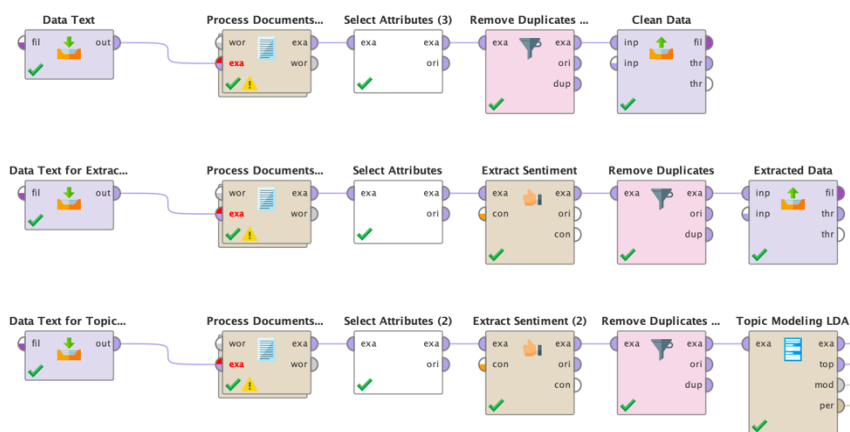 Data Text Process Documents... Select Attributes (3) Remove Duplicates ... Clean Data
fil out wor exa exa exa exa exa inp fil
exa wor ori ori inp thr
dup thr
Data Text for Extrac... Process Documents... Select Attributes Extract Sentiment Remove Duplicates Extracted Data
fil out wor exa exa exa exa exa exa exa inp fil
exa wor ori con ori ori inp thr
con dup thr
Data Text for Topic... Process Documents... Select Attributes (2) Extract Sentiment (2) Remove Duplicates ... Topic Modeling LDA
fil out wor exa exa exa exa exa exa exa exa exa
exa wor ori con ori ori top
con dup mod
per